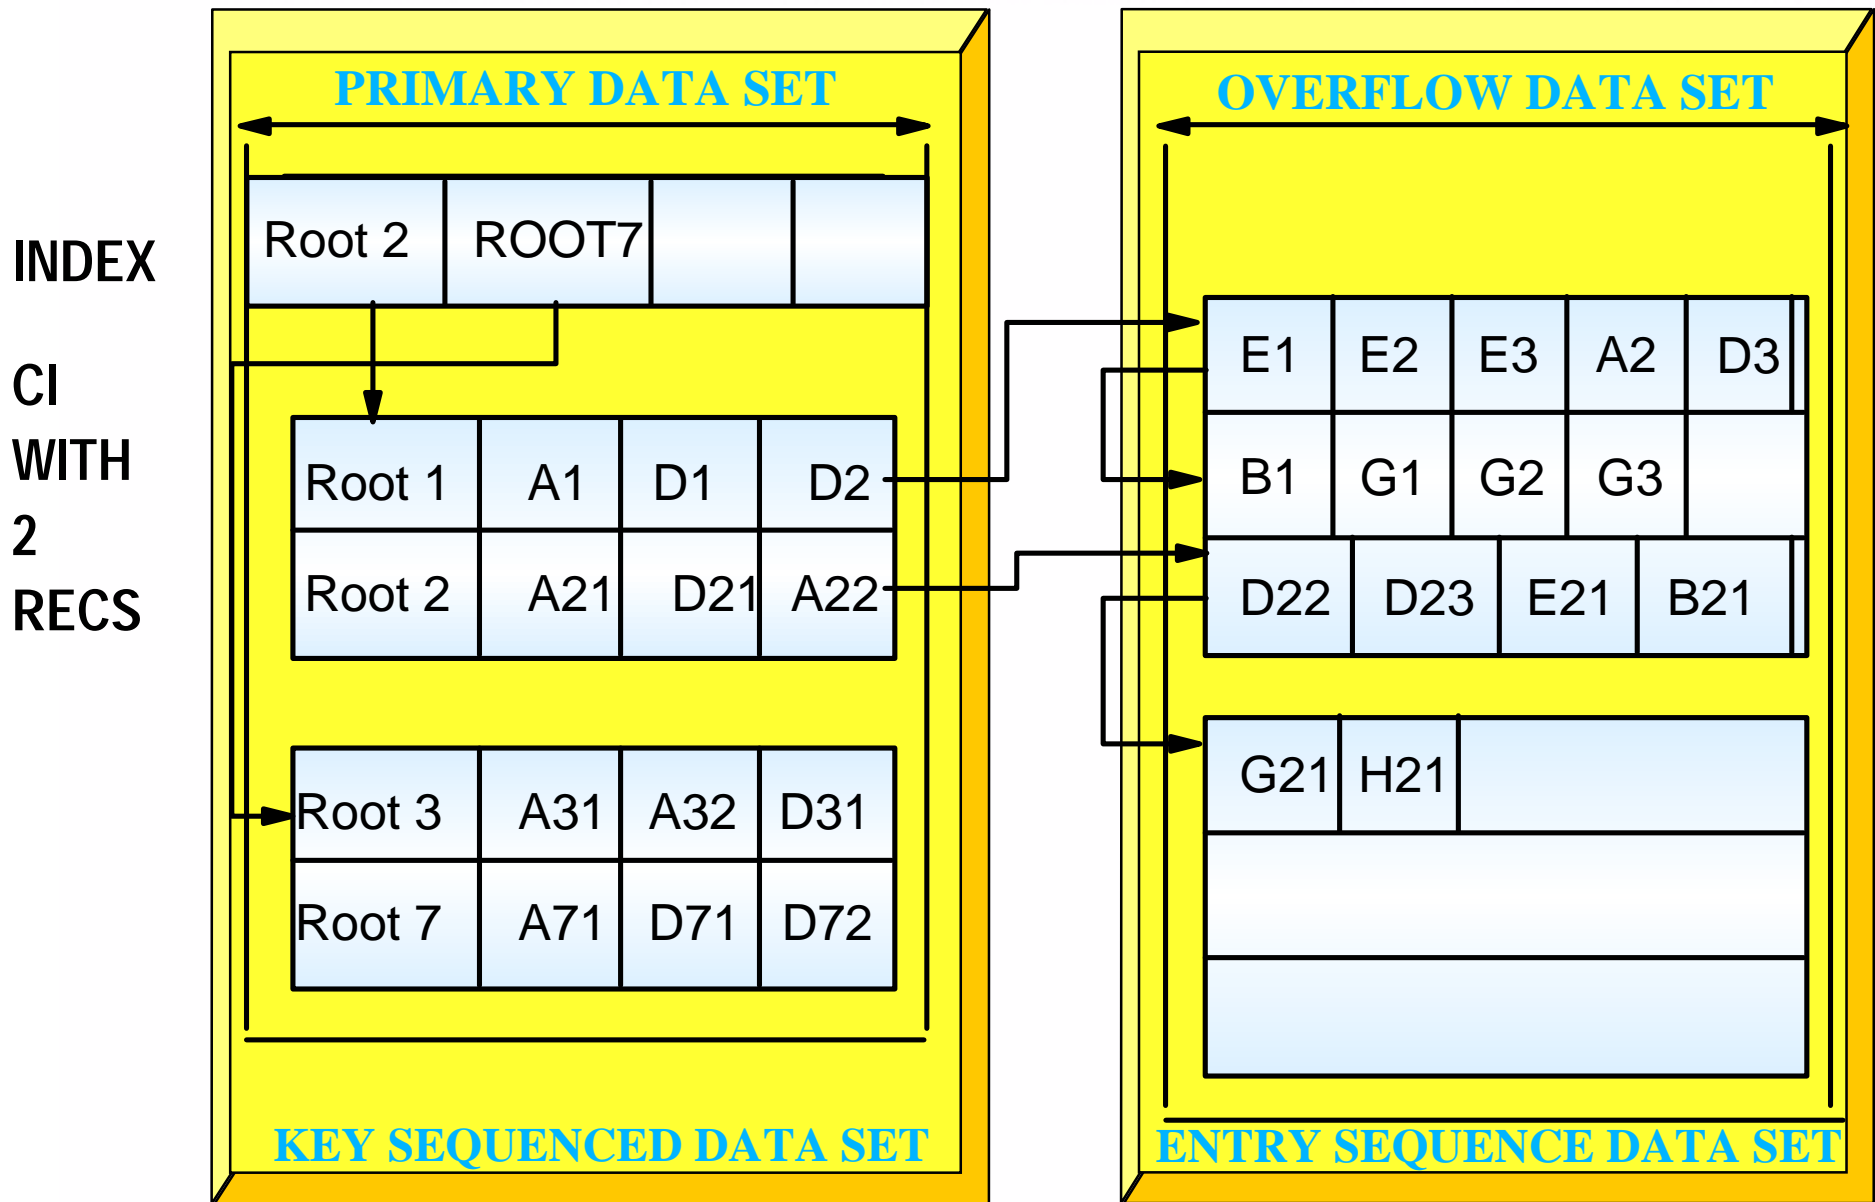 PRIMARY DATA SET
OVERFLOW DATA SET
INDEX
Root 2 ROOT7
CI
WITH
2
RECS
Root 1 A1 D1 D2
Root 2 A21 D21 A22
Root 3 A31 A32 D31
Root 7 A71 D71 D72
E1 E2 E3 A2 D3
B1 G1 G2 G3
D22 D23 E21 B21
G21 H21
KEY SEQUENCED DATA SET
ENTRY SEQUENCE DATA SET